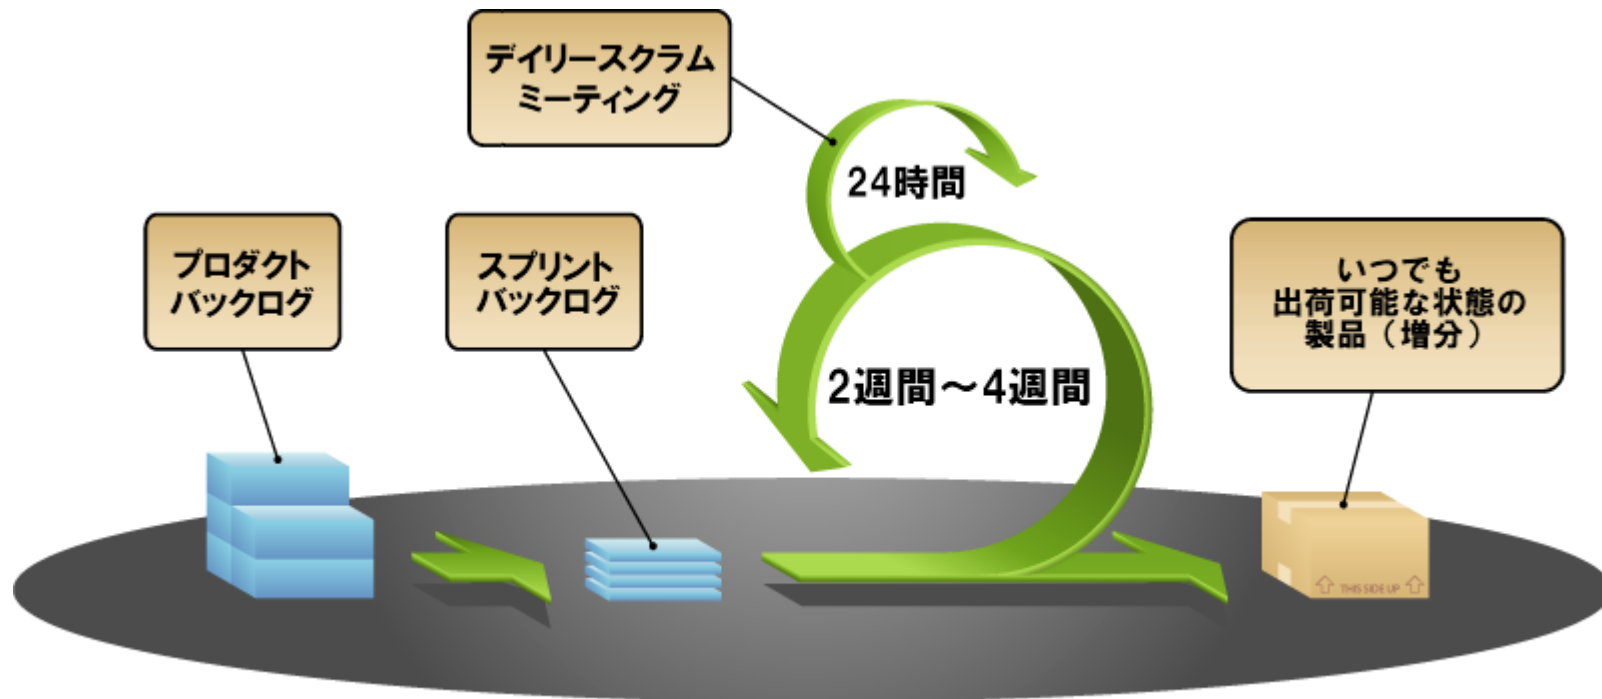 デイリースクラム
ミーティング
24時間
プロダクト
バックログ
スプリント
バックログ
いつでも
出荷可能な状態の
製品（増分）
2週間～4週間
THIS SIDE UP